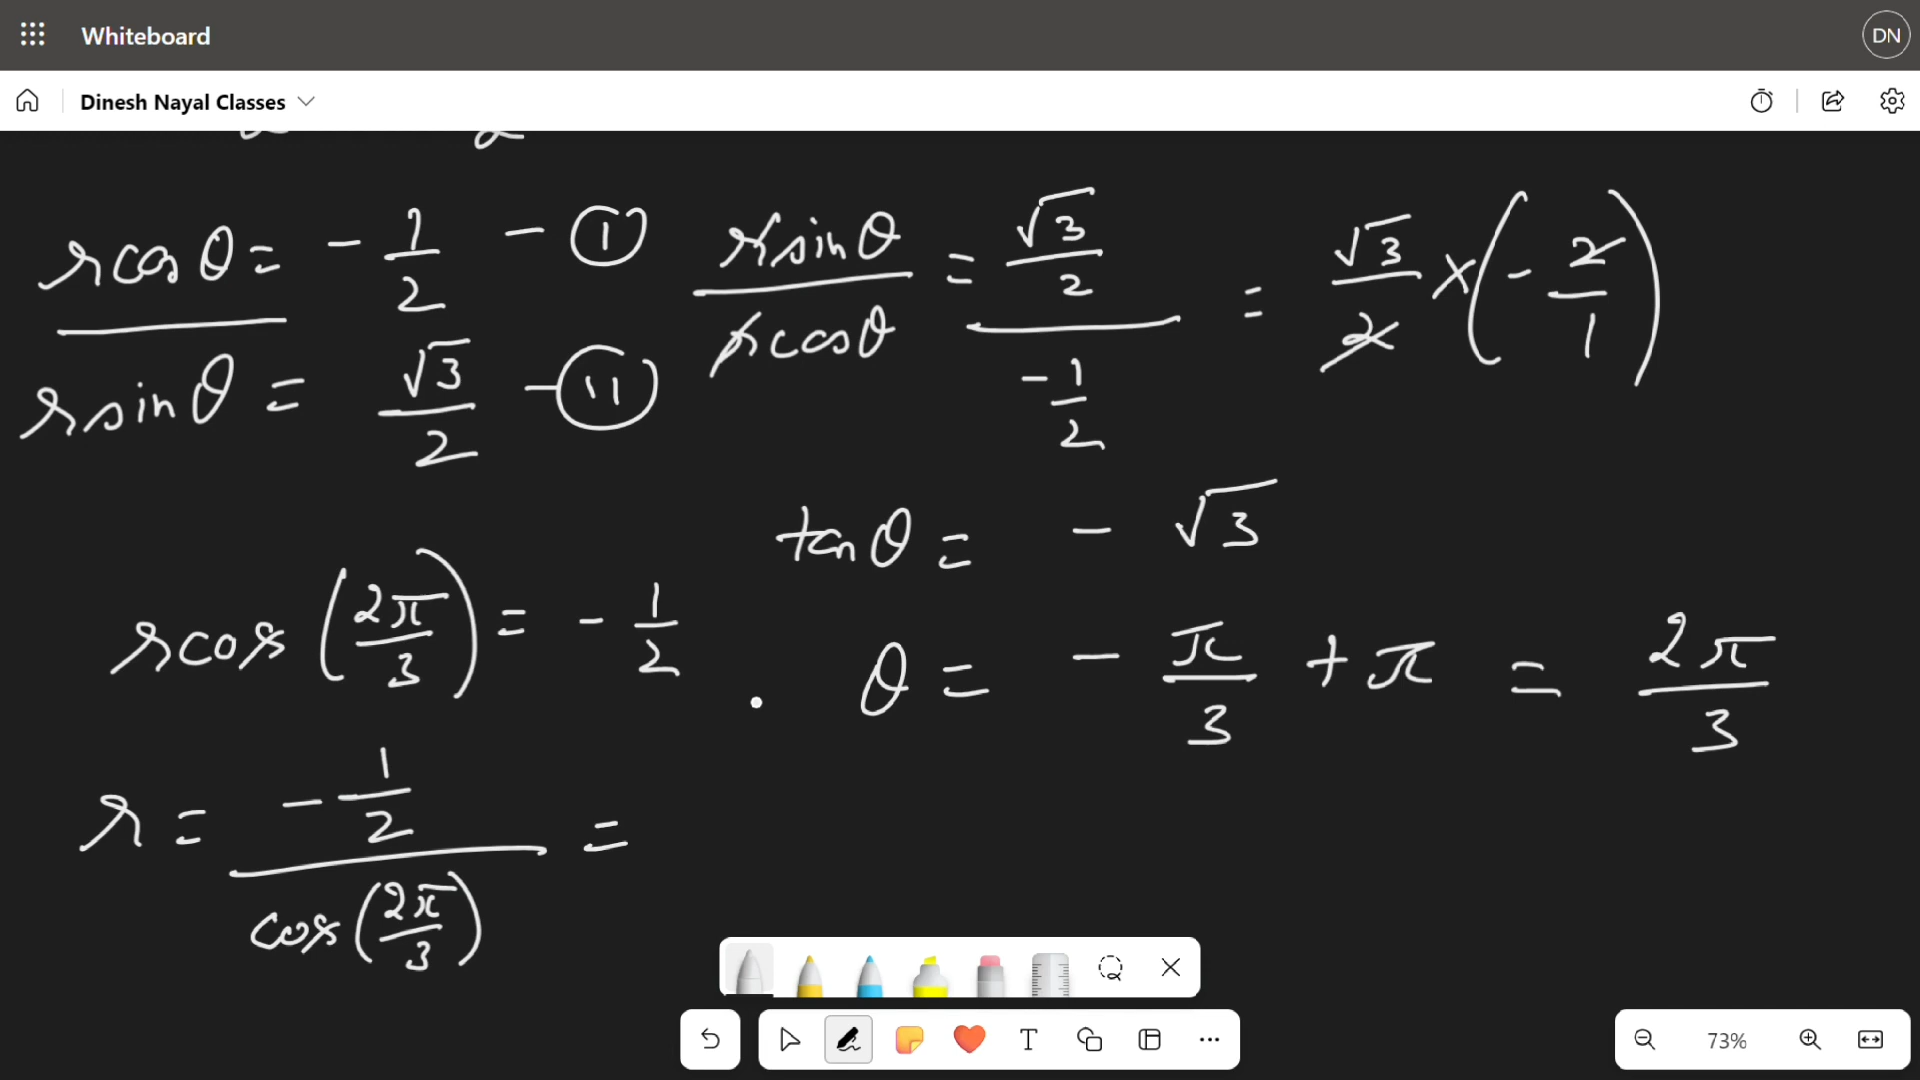 Whiteboard
DN
Dinesh Nayal Classes
r cos θ = - 1/2 - (I)
r sin θ = √3/2 - (II)
r sin θ / r cos θ = (√3/2) / (-1/2) = √3/2 × (- 2/1)
tan θ = - √3
r cos (2π/3) = - 1/2
θ = - π/3 + π = 2π/3
r = (- 1/2) / cos (2π/3) =
73%